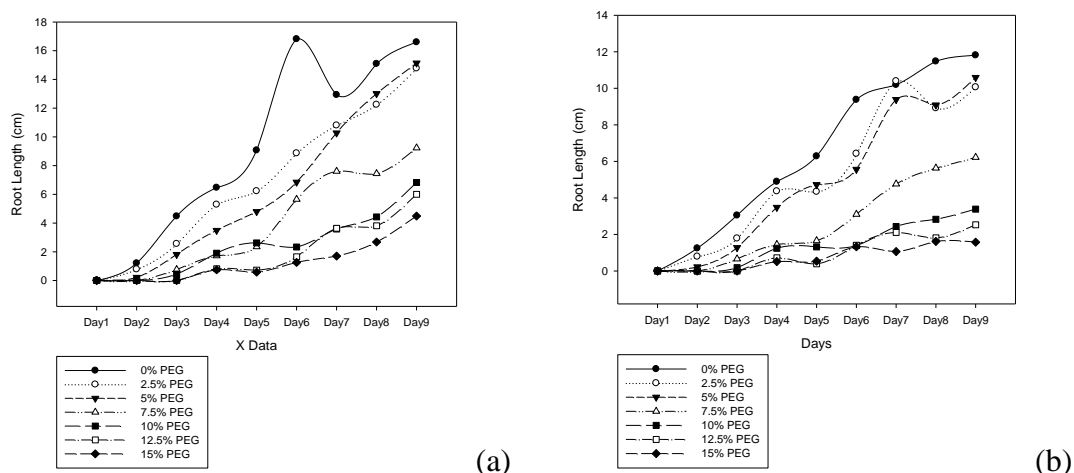 18
16
14
12
10
8
6
4
2
0
Root Length (cm)
Day1 Day2 Day3 Day4 Day5 Day6 Day7 Day8 Day9
X Data
0% PEG
2.5% PEG
5% PEG
7.5% PEG
10% PEG
12.5% PEG
15% PEG
(a)
14
12
10
8
6
4
2
0
Root Length (cm)
Day1 Day2 Day3 Day4 Day5 Day6 Day7 Day8 Day9
Days
0% PEG
2.5% PEG
5% PEG
7.5% PEG
10% PEG
12.5% PEG
15% PEG
(b)